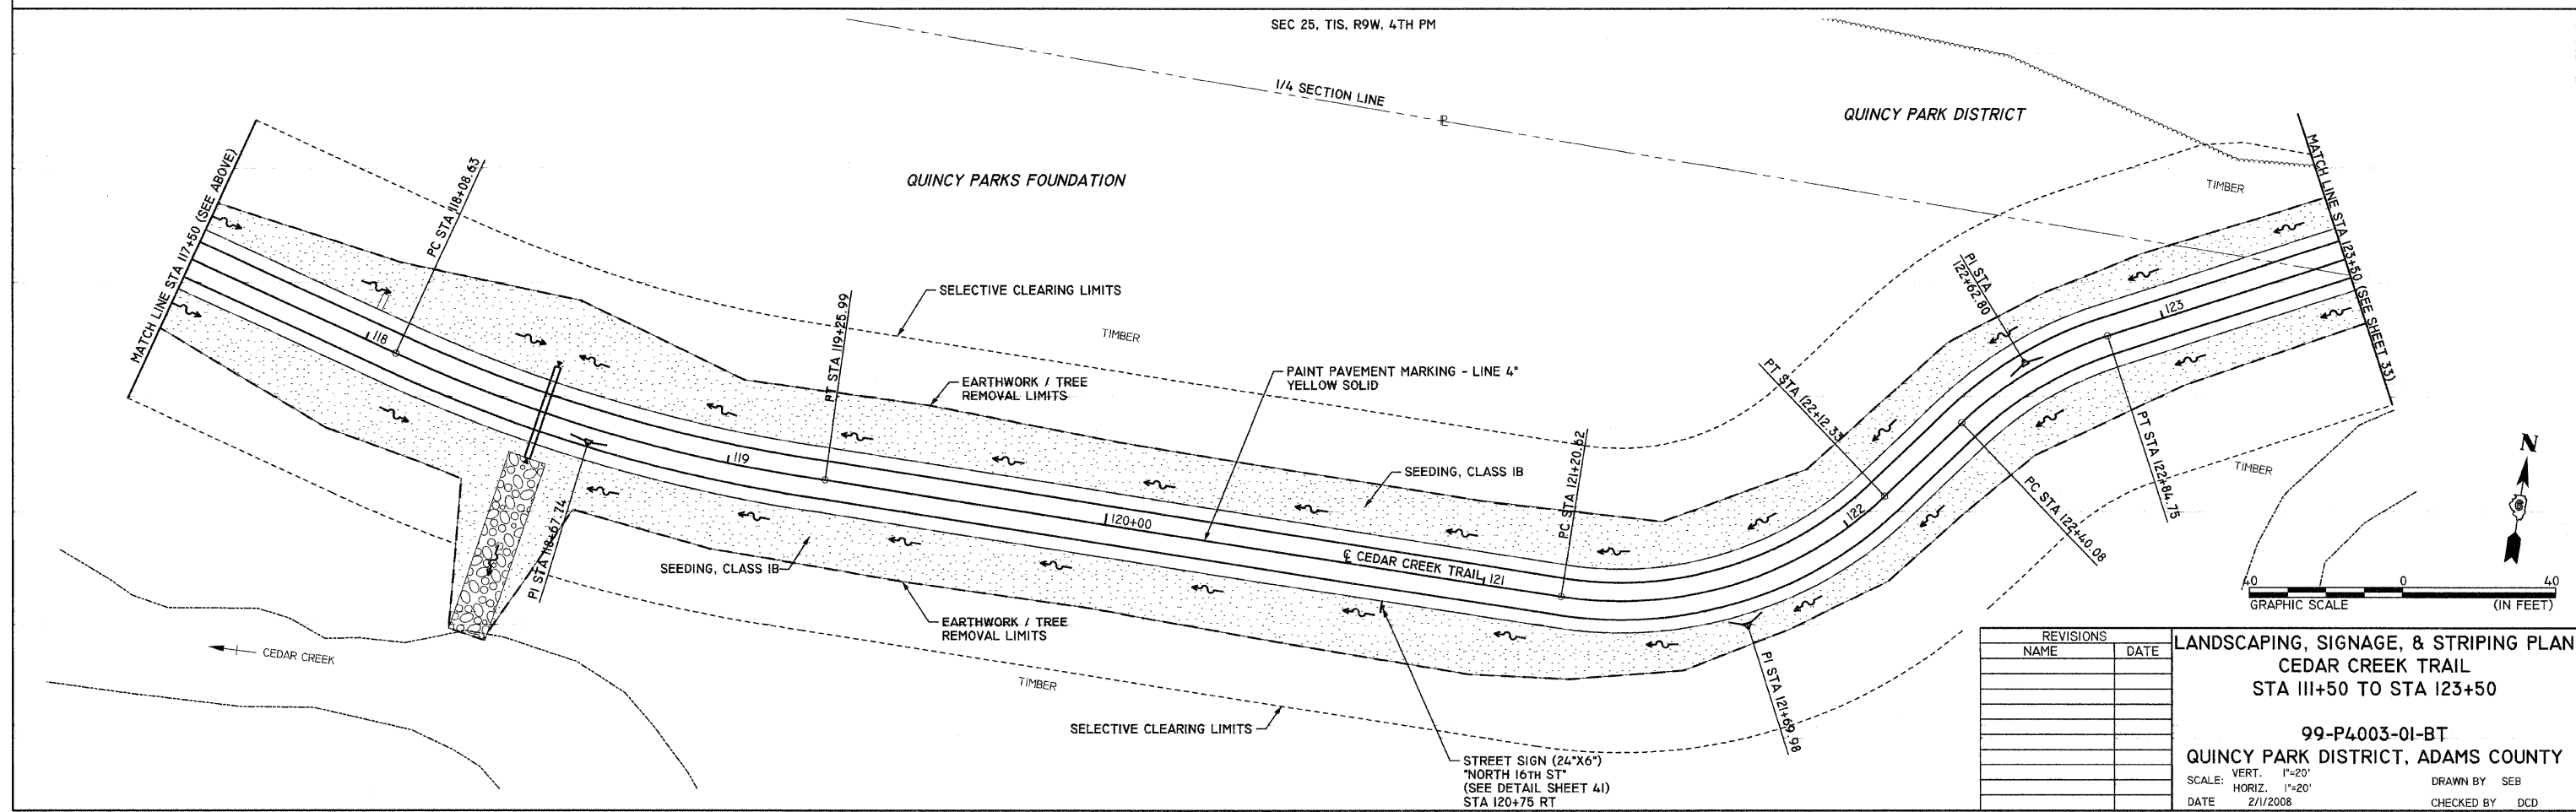 SEC 25, T1S, R9W, 4TH PM
1/4 SECTION LINE
QUINCY PARK DISTRICT
QUINCY PARKS FOUNDATION
MATCH LINE STA 117+50 (SEE ABOVE)
PC STA 118+08.63
118
PI STA 118+67.74
119
PT STA 119+25.99
SELECTIVE CLEARING LIMITS
TIMBER
EARTHWORK / TREE
REMOVAL LIMITS
PAINT PAVEMENT MARKING - LINE 4"
YELLOW SOLID
SEEDING, CLASS 1B
120+00
℄ CEDAR CREEK TRAIL
121
PC STA 121+20.62
PI STA 121+69.98
PT STA 122+12.33
122
PC STA 122+40.08
PI STA
122+62.80
PT STA 122+84.75
123
MATCH LINE STA 123+50 (SEE SHEET 33)
TIMBER
TIMBER
SEEDING, CLASS 1B
EARTHWORK / TREE
REMOVAL LIMITS
CEDAR CREEK
TIMBER
SELECTIVE CLEARING LIMITS
STREET SIGN (24"X6")
"NORTH 16TH ST"
(SEE DETAIL SHEET 41)
STA 120+75 RT
N
40 0 40
GRAPHIC SCALE (IN FEET)
REVISIONS
NAME DATE
LANDSCAPING, SIGNAGE, & STRIPING PLAN
CEDAR CREEK TRAIL
STA 111+50 TO STA 123+50
99-P4003-01-BT
QUINCY PARK DISTRICT, ADAMS COUNTY
SCALE: VERT. 1"=20'
HORIZ. 1"=20'
DRAWN BY SEB
DATE 2/1/2008
CHECKED BY DCD